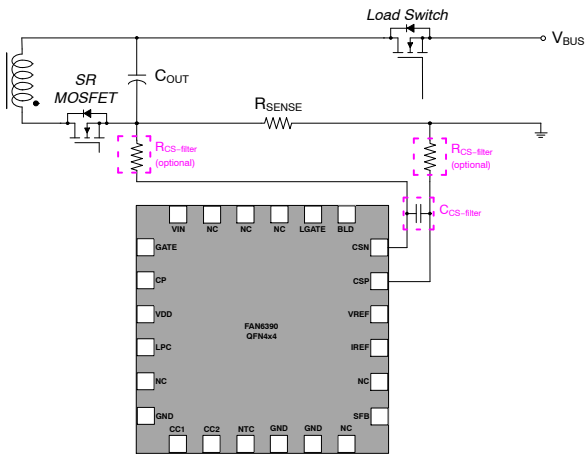 Load Switch
VBUS
SR
MOSFET
COUT
RSENSE
RCS-filter
(optional)
RCS-filter
(optional)
CCS-filter
VIN NC NC NC LGATE BLD
GATE
CSN
CP
CSP
VDD
VREF
FAN6390
QFN4x4
LPC
IREF
NC
NC
GND
SFB
CC1 CC2 NTC GND GND NC